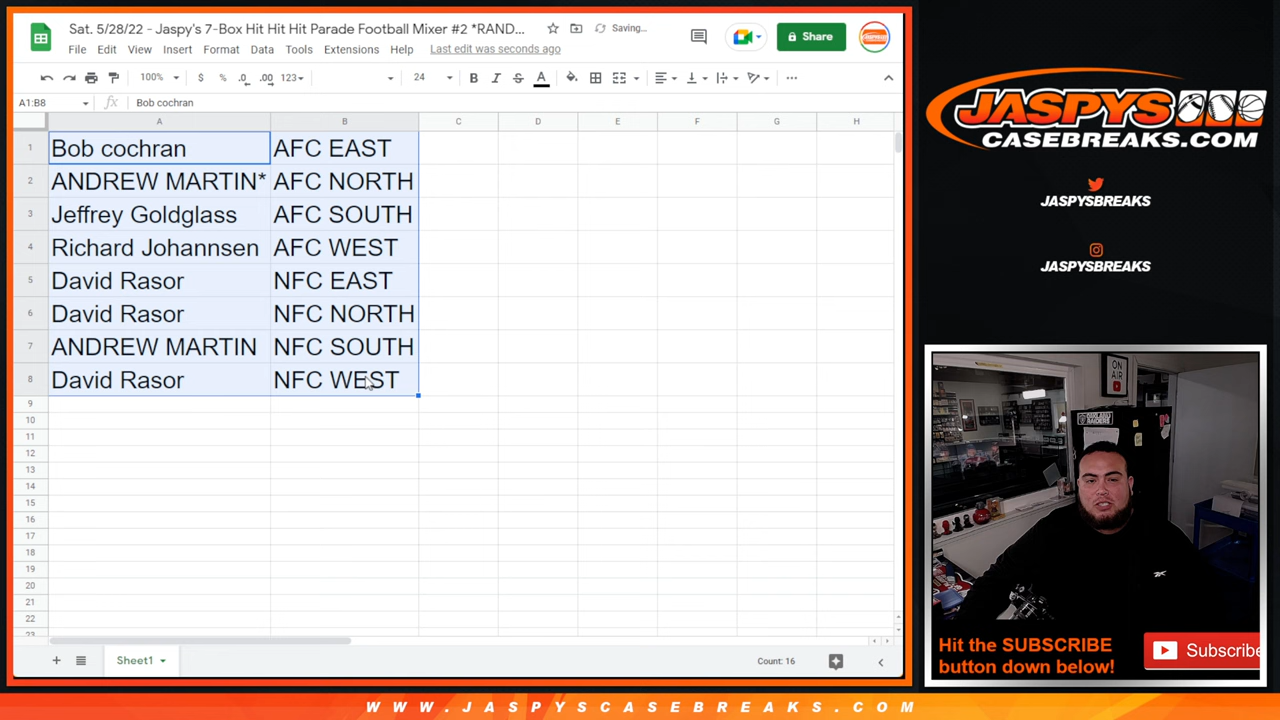 Sat. 5/28/22 - Jaspy's 7-Box Hit Hit Hit Parade Football Mixer #2 *RAND...
Saving...
File Edit View Insert Format Data Tools Extensions Help Last edit was seconds ago
Share
100% $ % .0 .00 123 24 B I S A
A1:B8 fx Bob cochran
A B C D E F G H
1 Bob cochran AFC EAST
2 ANDREW MARTIN* AFC NORTH
3 Jeffrey Goldglass AFC SOUTH
4 Richard Johannsen AFC WEST
5 David Rasor NFC EAST
6 David Rasor NFC NORTH
7 ANDREW MARTIN NFC SOUTH
8 David Rasor NFC WEST
9
10
11
12
13
14
15
16
17
18
19
20
21
22
23
Sheet1
Count: 16
JASPYS
CASEBREAKS.COM
JASPYSBREAKS
JASPYSBREAKS
ON AIR
Hit the SUBSCRIBE
button down below!
Subscribe
WWW.JASPYSCASEBREAKS.COM